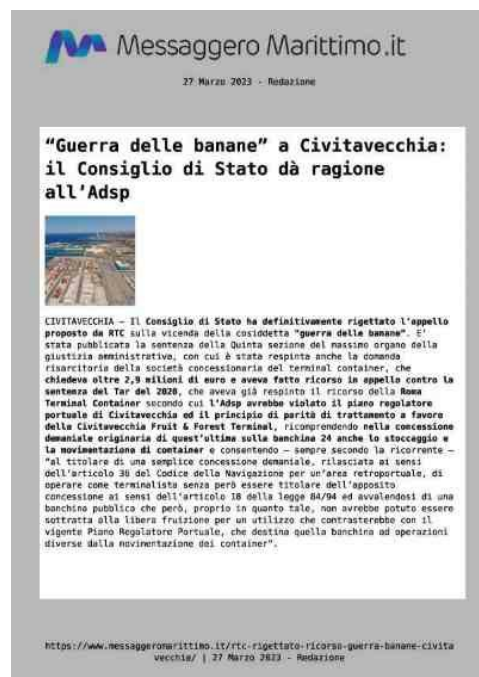 Messaggero Marittimo.it
27 Marzo 2023 - Redazione
“Guerra delle banane” a Civitavecchia:
il Consiglio di Stato dà ragione
all’Adsp
CIVITAVECCHIA – Il Consiglio di Stato ha definitivamente rigettato l’appello
proposto da RTC sulla vicenda della cosiddetta “guerra delle banane”. E’
stata pubblicata la sentenza della Quinta sezione del massimo organo della
giustizia amministrativa, con cui è stata respinta anche la domanda
risarcitoria della società concessionaria del terminal container, che
chiedeva oltre 2,9 milioni di euro e aveva fatto ricorso in appello contro la
sentenza del Tar del 2020, che aveva già respinto il ricorso della Roma
Terminal Container secondo cui l’Adsp avrebbe violato il piano regolatore
portuale di Civitavecchia ed il principio di parità di trattamento a favore
della Civitavecchia Fruit & Forest Terminal, ricomprendendo nella concessione
demaniale originaria di quest’ultima sulla banchina 24 anche lo stoccaggio e
la movimentazione di container e consentendo – sempre secondo la ricorrente –
“al titolare di una semplice concessione demaniale, rilasciata ai sensi
dell’articolo 36 del Codice della Navigazione per un’area retroportuale, di
operare come terminalista senza però essere titolare dell’apposito
concessione ai sensi dell’articolo 18 della legge 84/94 ed avvalendosi di una
banchina pubblica che però, proprio in quanto tale, non avrebbe potuto essere
sottratta alla libera fruizione per un utilizzo che contrasterebbe con il
vigente Piano Regolatore Portuale, che destina quella banchina ad operazioni
diverse dalla movimentazione dei container”.
https://www.messaggeromarittimo.it/rtc-rigettato-ricorso-guerra-banane-civita
vecchia/ | 27 Marzo 2023 - Redazione